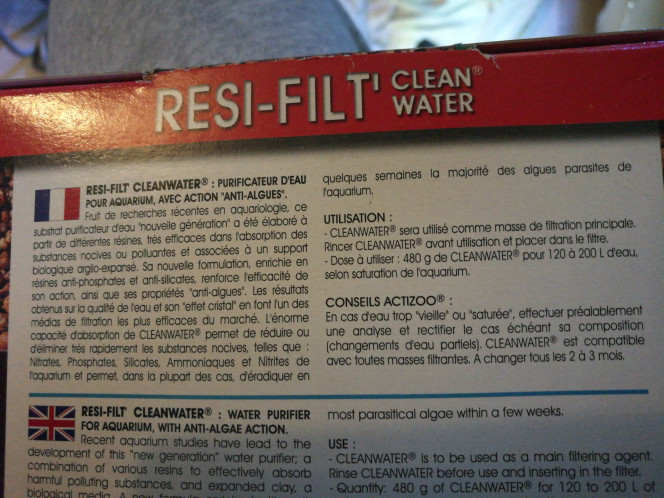 RESI-FILT' CLEAN® WATER
RESI-FILT' CLEANWATER® : PURIFICATEUR D'EAU
POUR AQUARIUM, AVEC ACTION "ANTI-ALGUES".
Fruit de recherches récentes en aquariologie, ce
substrat purificateur d'eau "nouvelle génération" a été élaboré à
partir de différentes résines, très efficaces dans l'absorption des
substances nocives ou polluantes et associées à un support
biologique argilo-expansé. Sa nouvelle formulation, enrichie en
résines anti-phosphates et anti-silicates, renforce l'efficacité de
son action, ainsi que ses propriétés "anti-algues". Les résultats
obtenus sur la qualité de l'eau et son "effet cristal" en font l'un des
médias de filtration les plus efficaces du marché. L'énorme
capacité d'absorption de CLEANWATER® permet de réduire ou
d'éliminer très rapidement les substances nocives, telles que :
Nitrates, Phosphates, Silicates, Ammoniaques et Nitrites de
l'aquarium et permet, dans la plupart des cas, d'éradiquer en
quelques semaines la majorité des algues parasites de
l'aquarium.
UTILISATION :
- CLEANWATER® sera utilisé comme masse de filtration principale.
Rincer CLEANWATER® avant utilisation et placer dans le filtre.
- Dose à utiliser : 480 g de CLEANWATER® pour 120 à 200 L d'eau,
selon saturation de l'aquarium.
CONSEILS ACTIZOO® :
En cas d'eau trop "vieille" ou "saturée", effectuer préalablement
une analyse et rectifier le cas échéant sa composition
(changements d'eau partiels). CLEANWATER® est compatible
avec toutes masses filtrantes. A changer tous les 2 à 3 mois.
RESI-FILT' CLEANWATER® : WATER PURIFIER
FOR AQUARIUM, WITH ANTI-ALGAE ACTION.
Recent aquarium studies have lead to the
development of this "new generation" water purifier; a
combination of various resins to effectively absorb
harmful polluting substances, and expanded clay, a
biological media. A new formula
most parasitical algae within a few weeks.
USE :
- CLEANWATER® is to be used as a main filtering agent.
Rinse CLEANWATER before use and inserting in the filter.
- Quantity: 480 g of CLEANWATER® for 120 to 200 L of